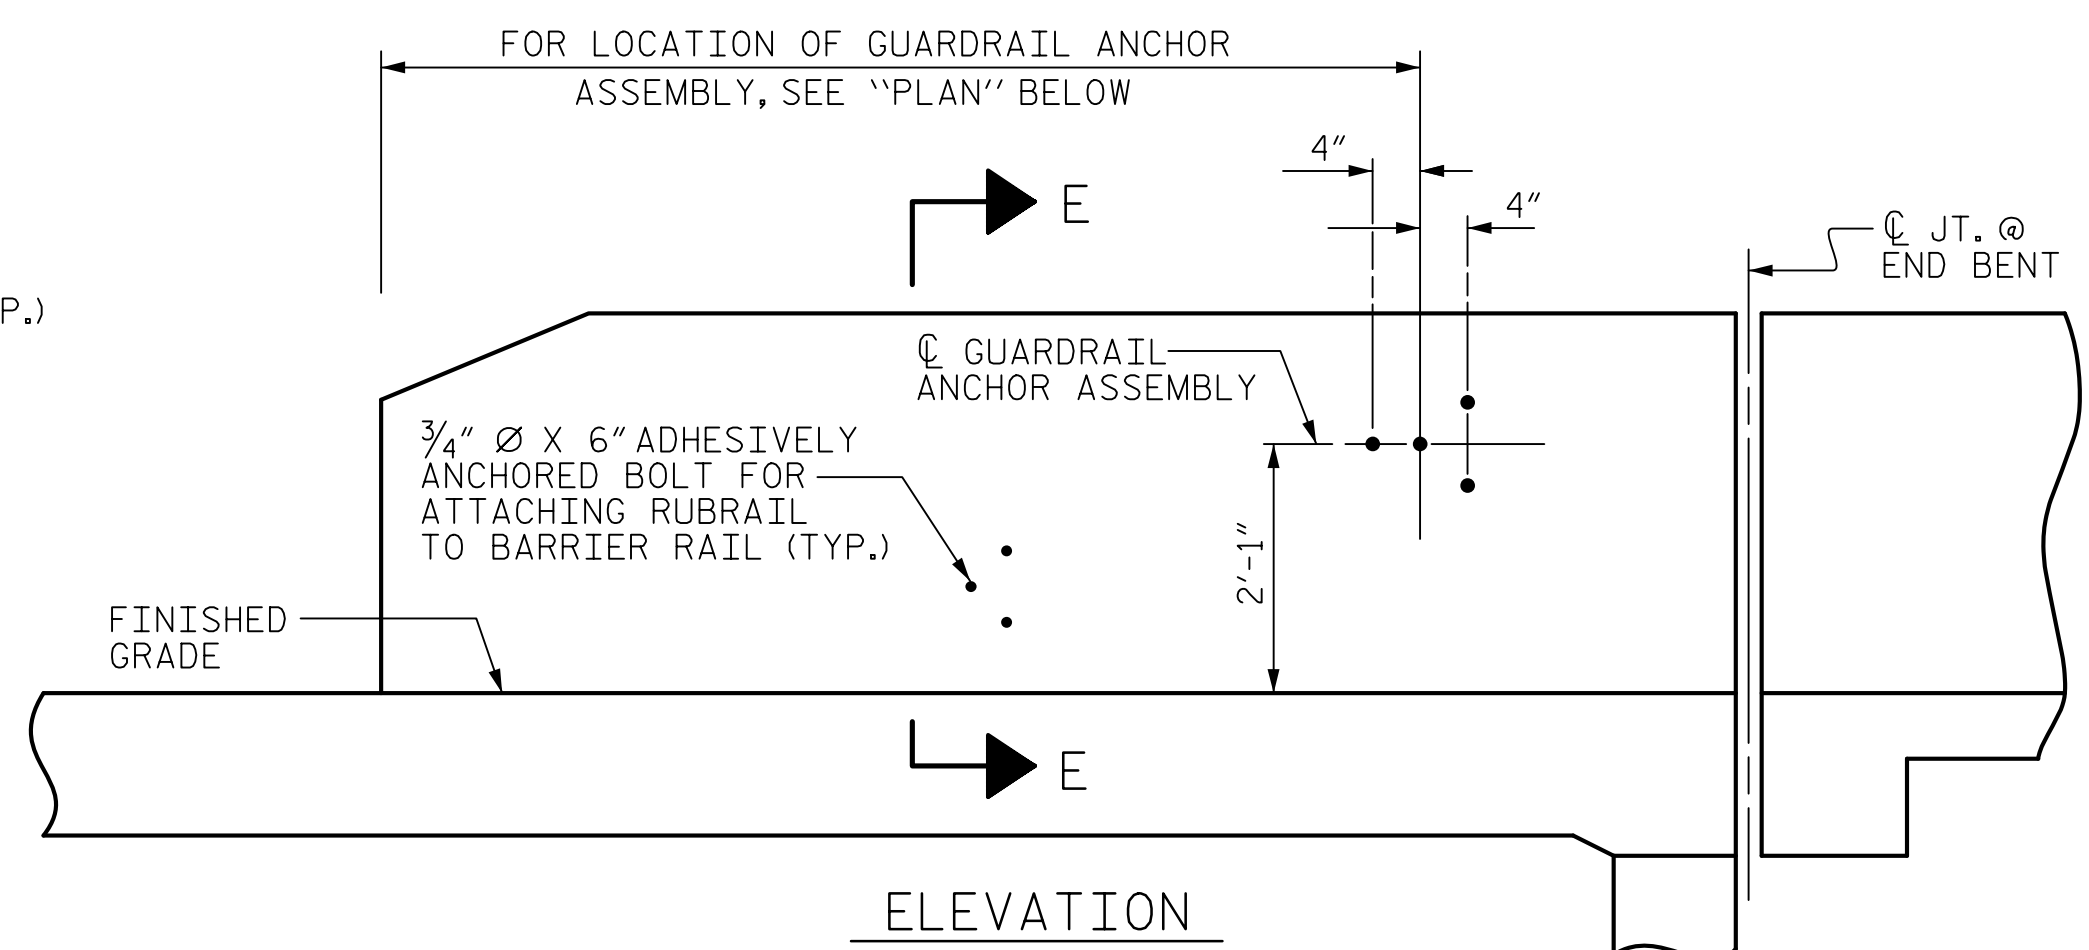 FOR LOCATION OF GUARDRAIL ANCHOR
ASSEMBLY, SEE ‘‘PLAN’’ BELOW
4"
4"
E
℄ JT. @
END BENT
P.)
℄ GUARDRAIL
ANCHOR ASSEMBLY
3/4" Ø X 6" ADHESIVELY
ANCHORED BOLT FOR
ATTACHING RUBRAIL
TO BARRIER RAIL (TYP.)
2'-1"
FINISHED
GRADE
E
ELEVATION